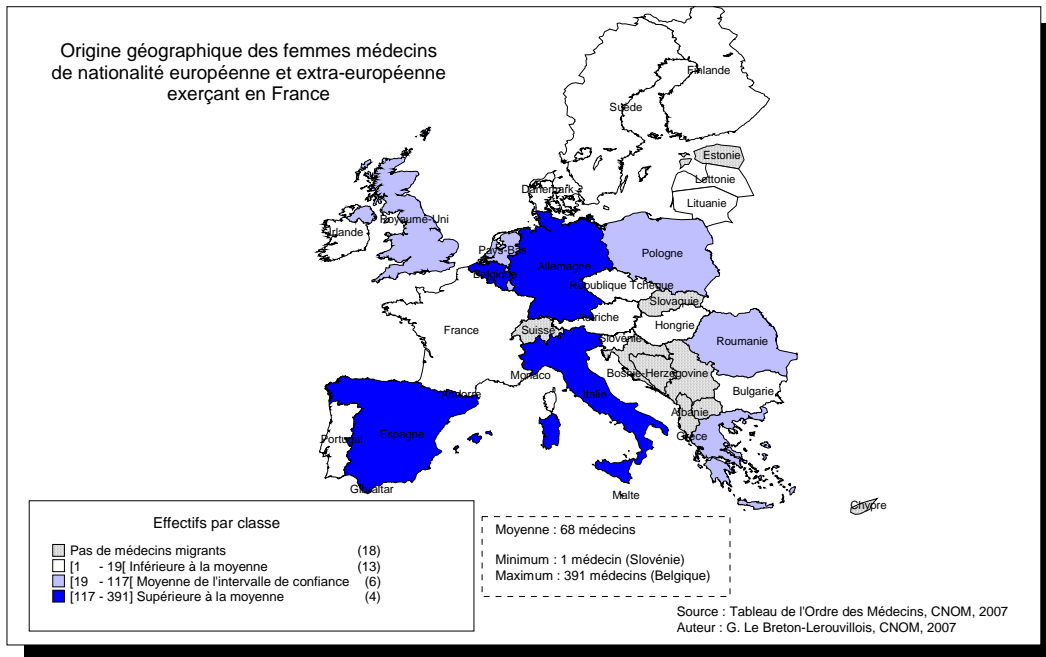 Origine géographique des femmes médecins
de nationalité européenne et extra-européenne
exerçant en France
Finlande
Suède
Estonie
Lettonie
Danemark
Lituanie
Royaume-Uni
Irlande
Pays-Bas
Pologne
Allemagne
Belgique
République Tchèque
Slovaquie
Autriche
France
Suisse
Hongrie
Slovénie
Roumanie
Monaco
Bosnie-Herzégovine
Bulgarie
Andorre
Italie
Albanie
Portugal
Espagne
Grèce
Gibraltar
Malte
Chypre
Effectifs par classe
Pas de médecins migrants (18)
[1 - 19[ Inférieure à la moyenne (13)
[19 - 117[ Moyenne de l'intervalle de confiance (6)
[117 - 391] Supérieure à la moyenne (4)
Moyenne : 68 médecins
Minimum : 1 médecin (Slovénie)
Maximum : 391 médecins (Belgique)
Source : Tableau de l'Ordre des Médecins, CNOM, 2007
Auteur : G. Le Breton-Lerouvillois, CNOM, 2007